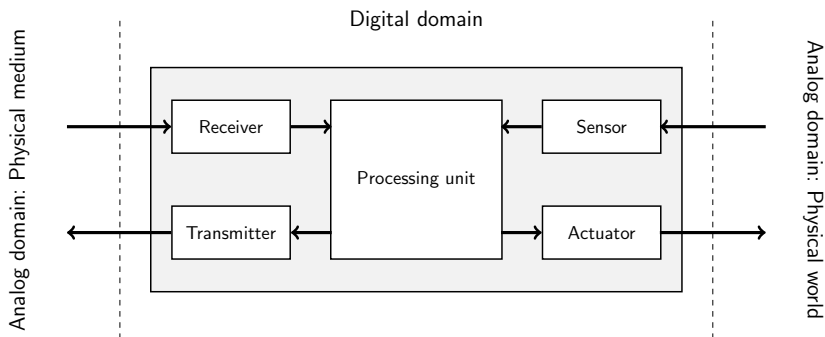 Digital domain
Analog domain: Physical medium
Receiver
Processing unit
Sensor
Transmitter
Actuator
Analog domain: Physical world